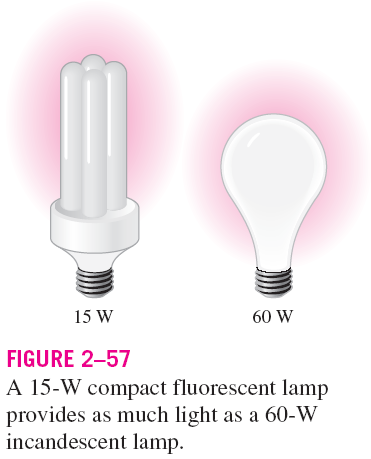 15 W
60 W
FIGURE 2–57
A 15-W compact fluorescent lamp
provides as much light as a 60-W
incandescent lamp.